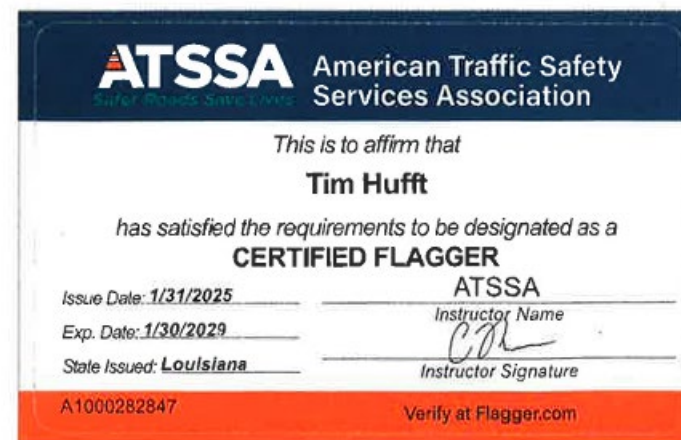 ATSSA
Safer Roads Save Lives
American Traffic Safety
Services Association
This is to affirm that
Tim Hufft
has satisfied the requirements to be designated as a
CERTIFIED FLAGGER
Issue Date: 1/31/2025
ATSSA
Instructor Name
Exp. Date: 1/30/2029
State Issued: Louisiana
Instructor Signature
A1000282847
Verify at Flagger.com